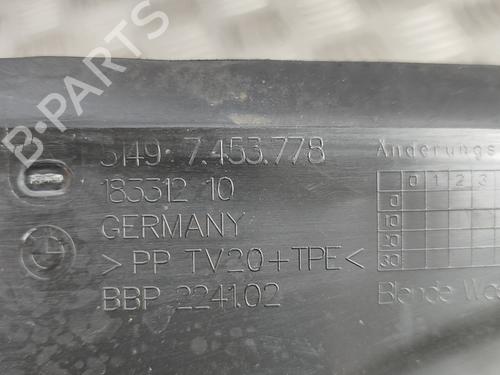 B-PARTS
5149 7.453.778
183312 10
GERMANY
>PP TV20+TPE<
BBP 2241.02
Änderungs
0 1 2 3
0
10
20
30
Blende